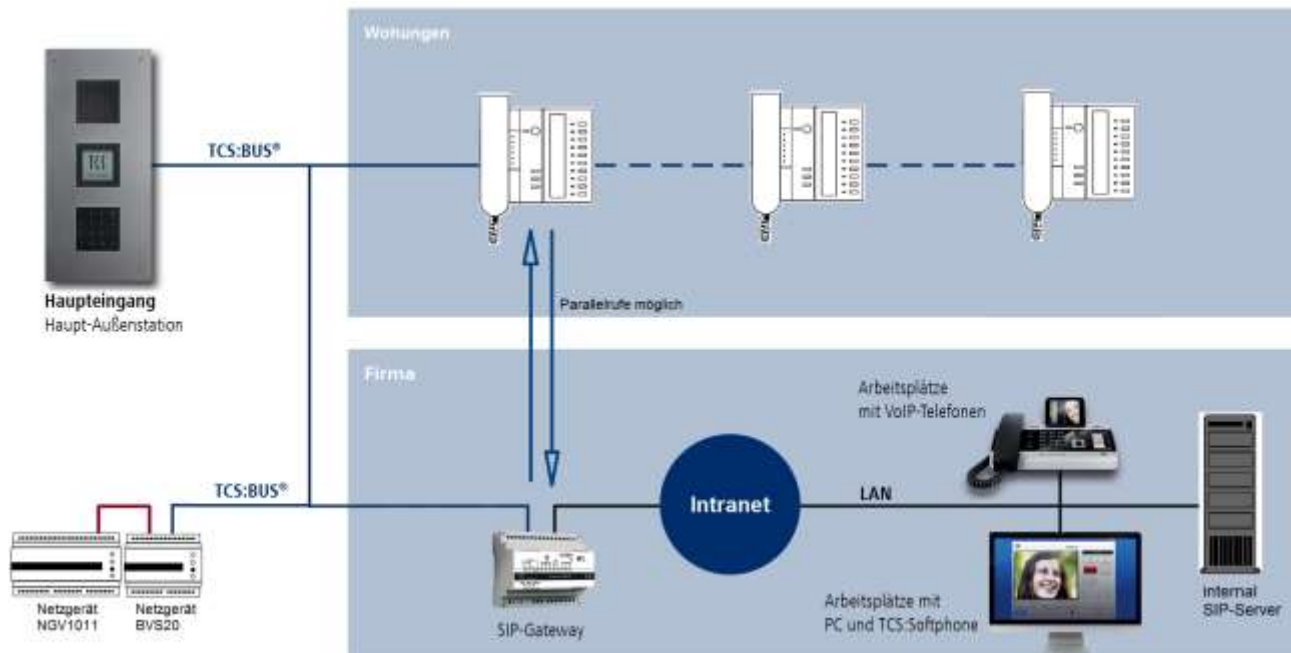 Wohungen
TCS:BUS®
Haupteingang
Haupt-Außenstation
Parallelrufe möglich
Firma
Arbeitsplätze
mit VoIP-Telefonen
TCS:BUS®
Intranet
LAN
Netzgerät
NGV1011
Netzgerät
BVS20
SIP-Gateway
Arbeitsplätze mit
PC und TCS:Softphone
internal
SIP-Server